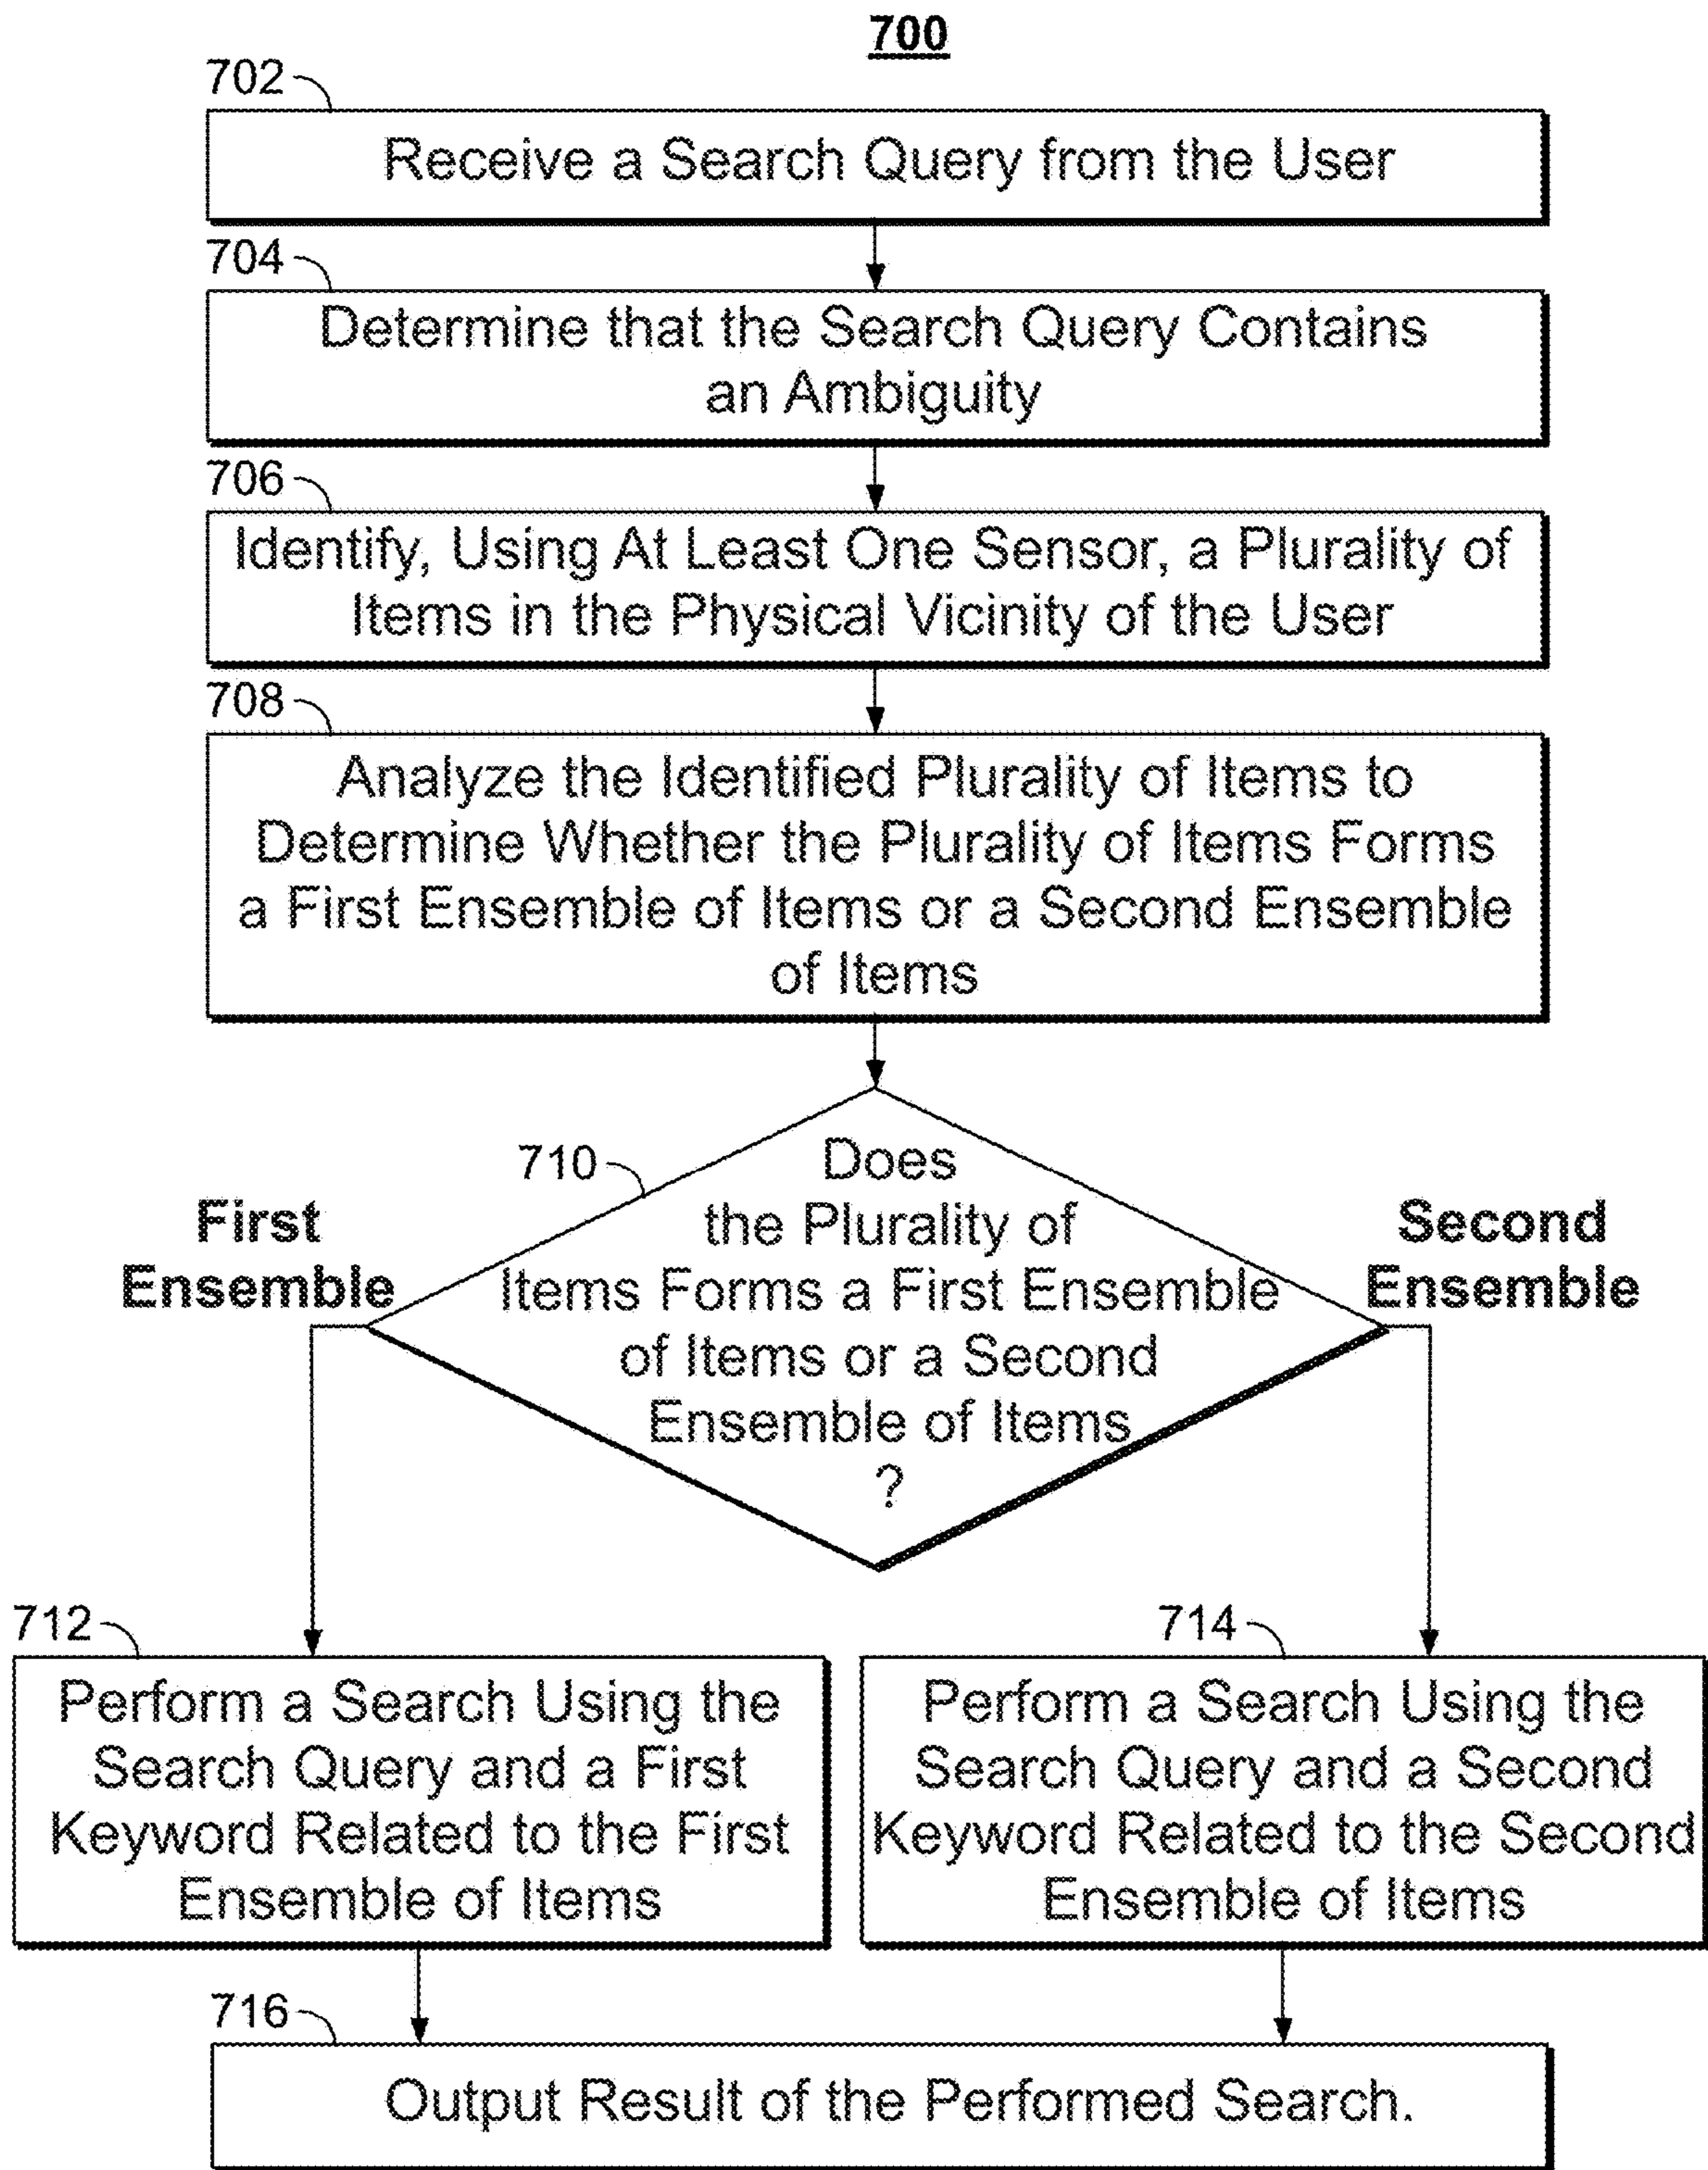 700
702
Receive a Search Query from the User
704
Determine that the Search Query Contains
an Ambiguity
706
Identify, Using At Least One Sensor, a Plurality of
Items in the Physical Vicinity of the User
708
Analyze the Identified Plurality of Items to
Determine Whether the Plurality of Items Forms
a First Ensemble of Items or a Second Ensemble
of Items
710
Does
the Plurality of
Items Forms a First Ensemble
of Items or a Second
Ensemble of Items
?
First
Ensemble
Second
Ensemble
712
Perform a Search Using the
Search Query and a First
Keyword Related to the First
Ensemble of Items
714
Perform a Search Using the
Search Query and a Second
Keyword Related to the Second
Ensemble of Items
716
Output Result of the Performed Search.